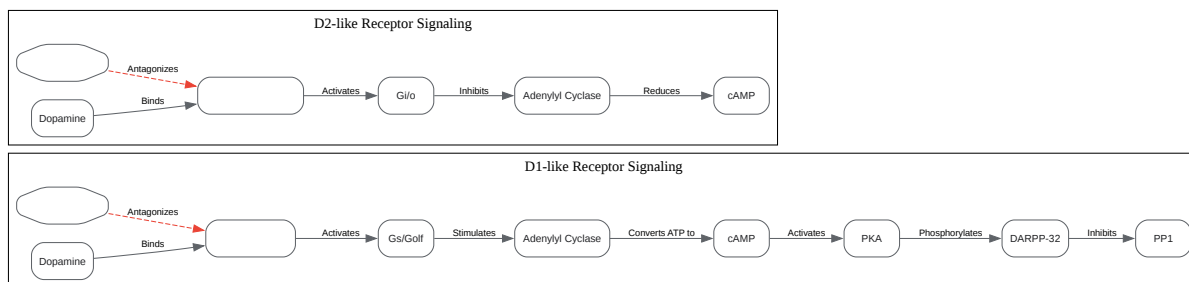 D2-like Receptor Signaling
Antagonizes
Binds
Dopamine
Activates
Gi/o
Inhibits
Adenylyl Cyclase
Reduces
cAMP
D1-like Receptor Signaling
Antagonizes
Binds
Dopamine
Activates
Gs/Golf
Stimulates
Adenylyl Cyclase
Converts ATP to
cAMP
Activates
PKA
Phosphorylates
DARPP-32
Inhibits
PP1